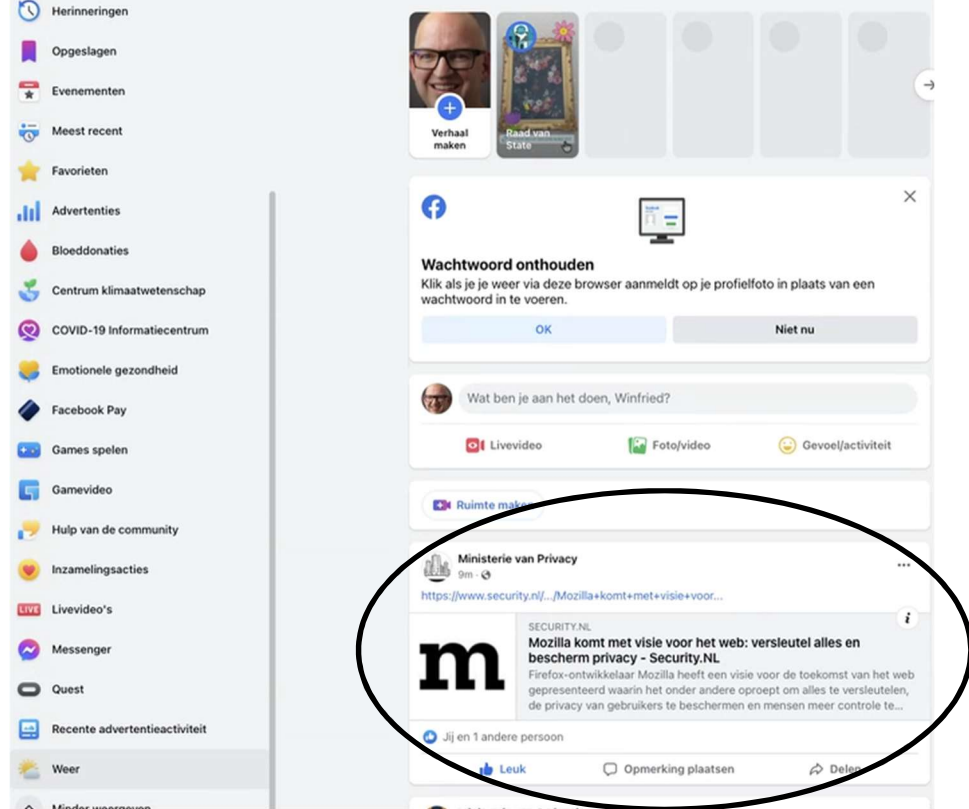 Herinneringen
Opgeslagen
Evenementen
Meest recent
Favorieten
Advertenties
Bloeddonaties
Centrum klimaatwetenschap
COVID-19 Informatiecentrum
Emotionele gezondheid
Facebook Pay
Games spelen
Gamevideo
Hulp van de community
Inzamelingsacties
LIVE Livevideo's
Messenger
Quest
Recente advertentieactiviteit
Weer
Minder weergeven
Verhaal
maken
Raad van
State
Wachtwoord onthouden
Klik als je je weer via deze browser aanmeldt op je profielfoto in plaats van een
wachtwoord in te voeren.
OK
Niet nu
Wat ben je aan het doen, Winfried?
Livevideo
Foto/video
Gevoel/activiteit
Ruimte maken
Ministerie van Privacy
9m ·
https://www.security.nl/.../Mozilla+komt+met+visie+voor...
m
SECURITY.NL
Mozilla komt met visie voor het web: versleutel alles en
bescherm privacy - Security.NL
Firefox-ontwikkelaar Mozilla heeft een visie voor de toekomst van het web
gepresenteerd waarin het onder andere oproept om alles te versleutelen,
de privacy van gebruikers te beschermen en mensen meer controle te...
Jij en 1 andere persoon
Leuk
Opmerking plaatsen
Delen